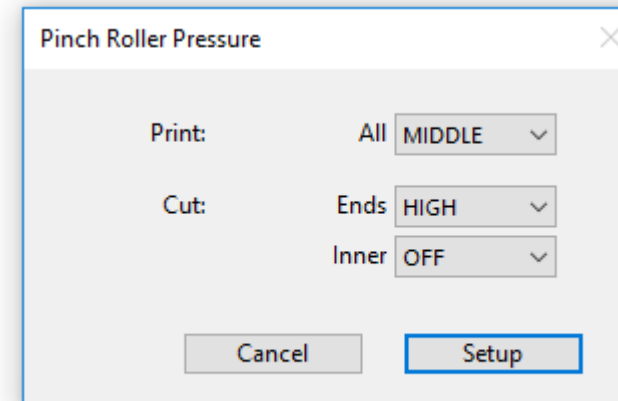 Pinch Roller Pressure
Print: All MIDDLE
Cut: Ends HIGH
Inner OFF
Cancel Setup